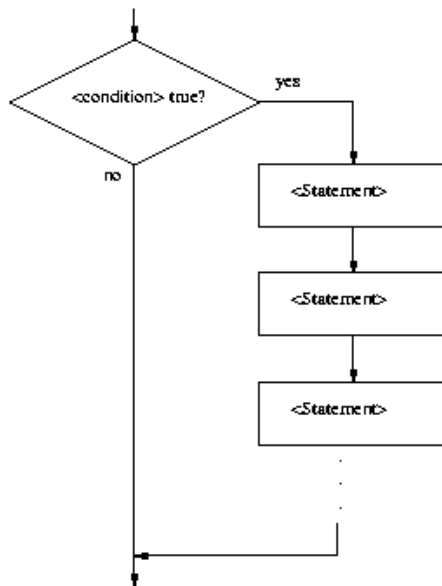 <condition> true?
yes
no
<Statement>
<Statement>
<Statement>